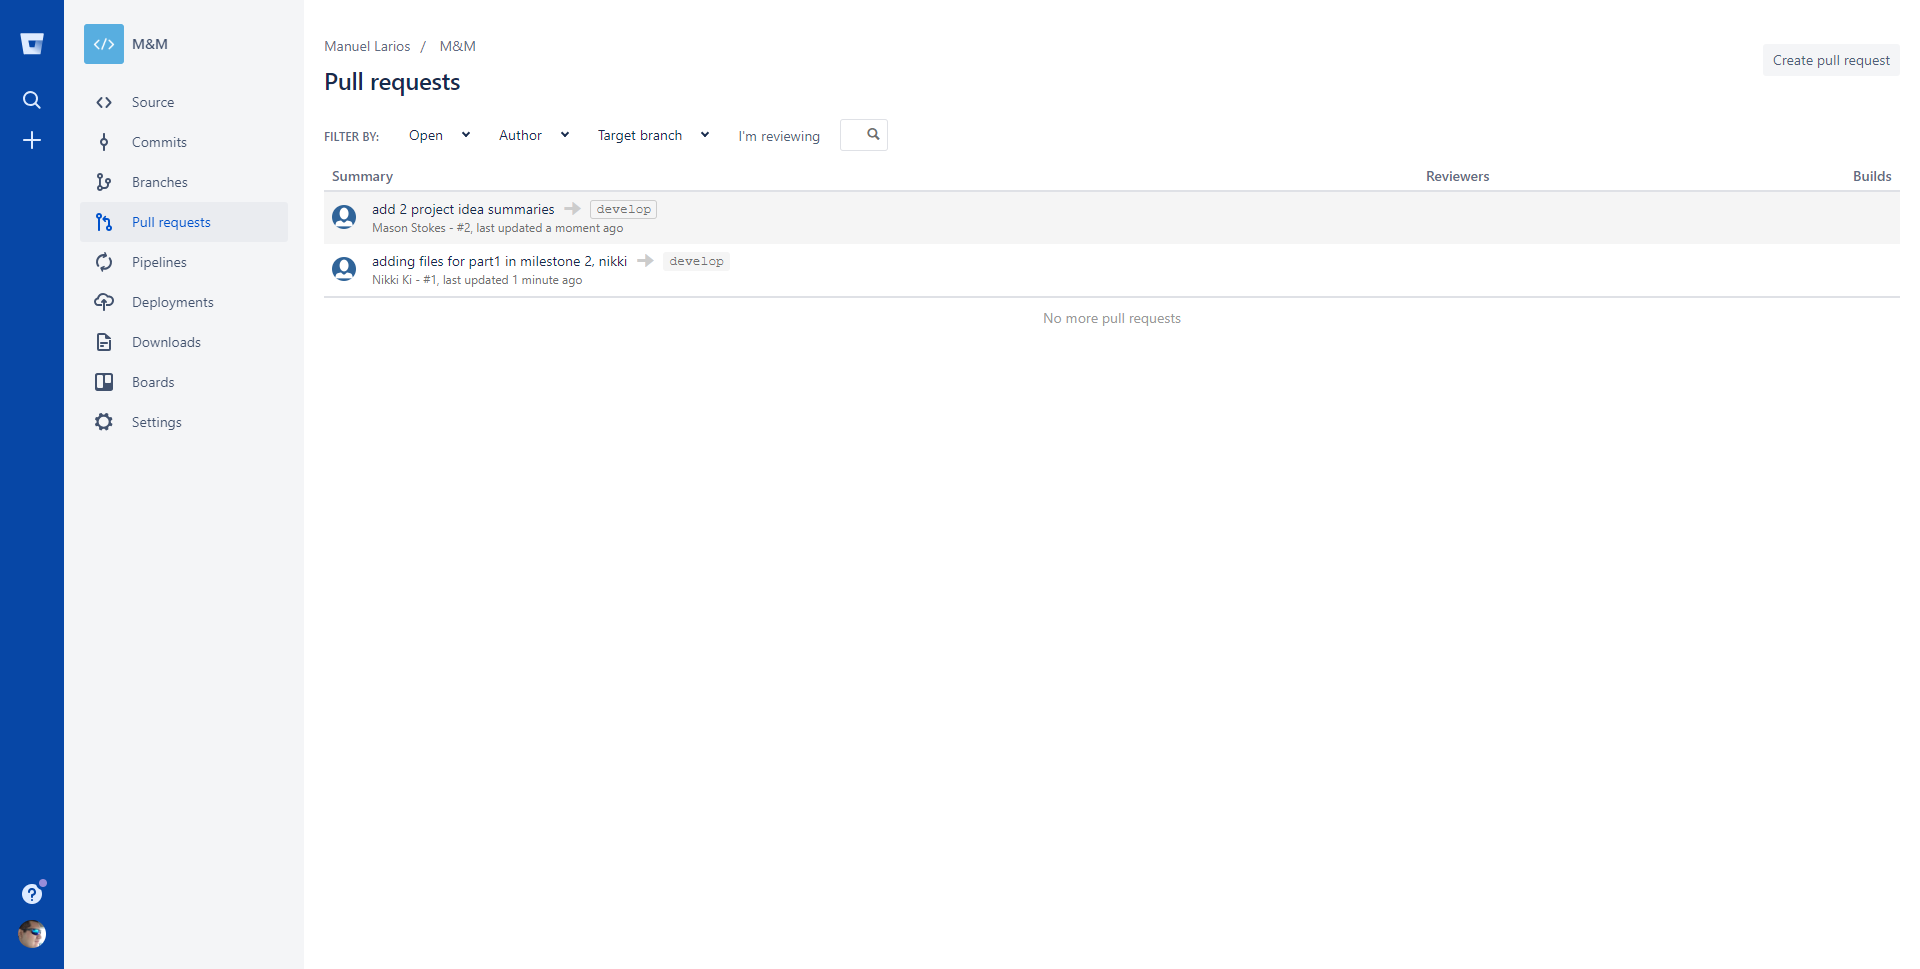 M&M
Source
Commits
Branches
Pull requests
Pipelines
Deployments
Downloads
Boards
Settings
Manuel Larios / M&M
Create pull request
Pull requests
FILTER BY: Open Author Target branch I'm reviewing
Summary Reviewers Builds
add 2 project idea summaries develop
Mason Stokes - #2, last updated a moment ago
adding files for part1 in milestone 2, nikki develop
Nikki Ki - #1, last updated 1 minute ago
No more pull requests